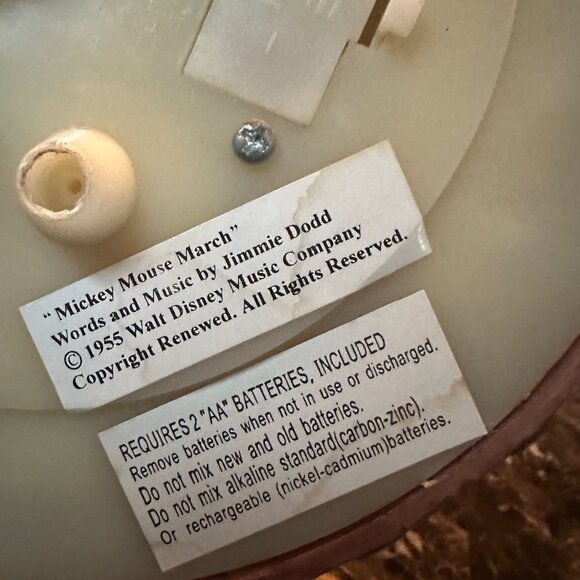 " Mickey Mouse March"
Words and Music by Jimmie Dodd
© 1955 Walt Disney Music Company
Copyright Renewed. All Rights Reserved.
REQUIRES 2 "AA" BATTERIES, INCLUDED
Remove batteries when not in use or discharged.
Do not mix new and old batteries.
Do not mix alkaline standard(carbon-zinc).
Or rechargeable (nickel-cadmium)batteries.